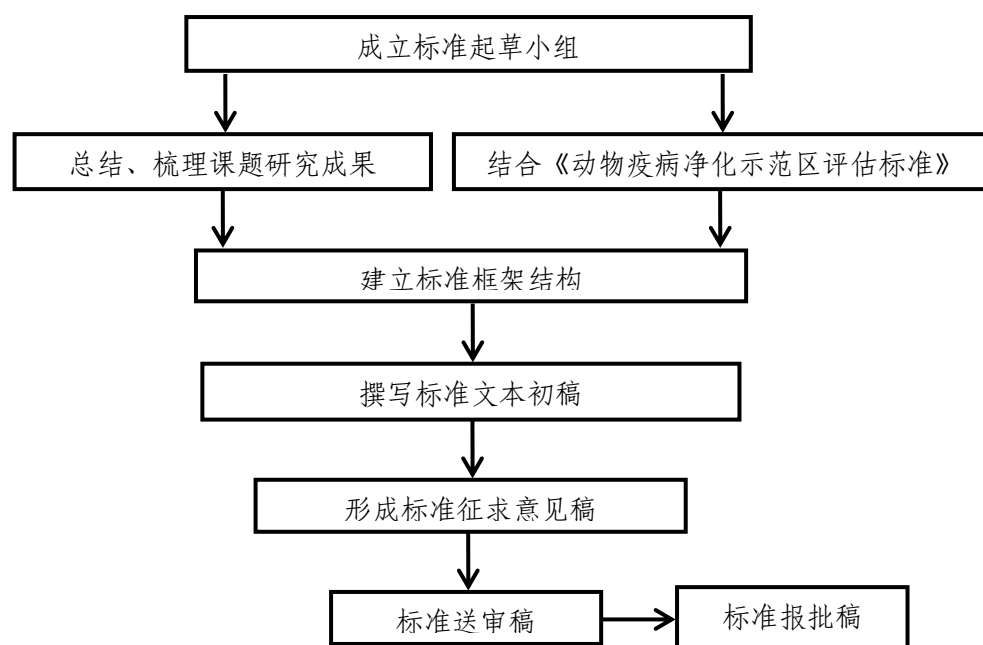 成立标准起草小组
总结、梳理课题研究成果
结合《动物疫病净化示范区评估标准》
建立标准框架结构
撰写标准文本初稿
形成标准征求意见稿
标准送审稿
标准报批稿